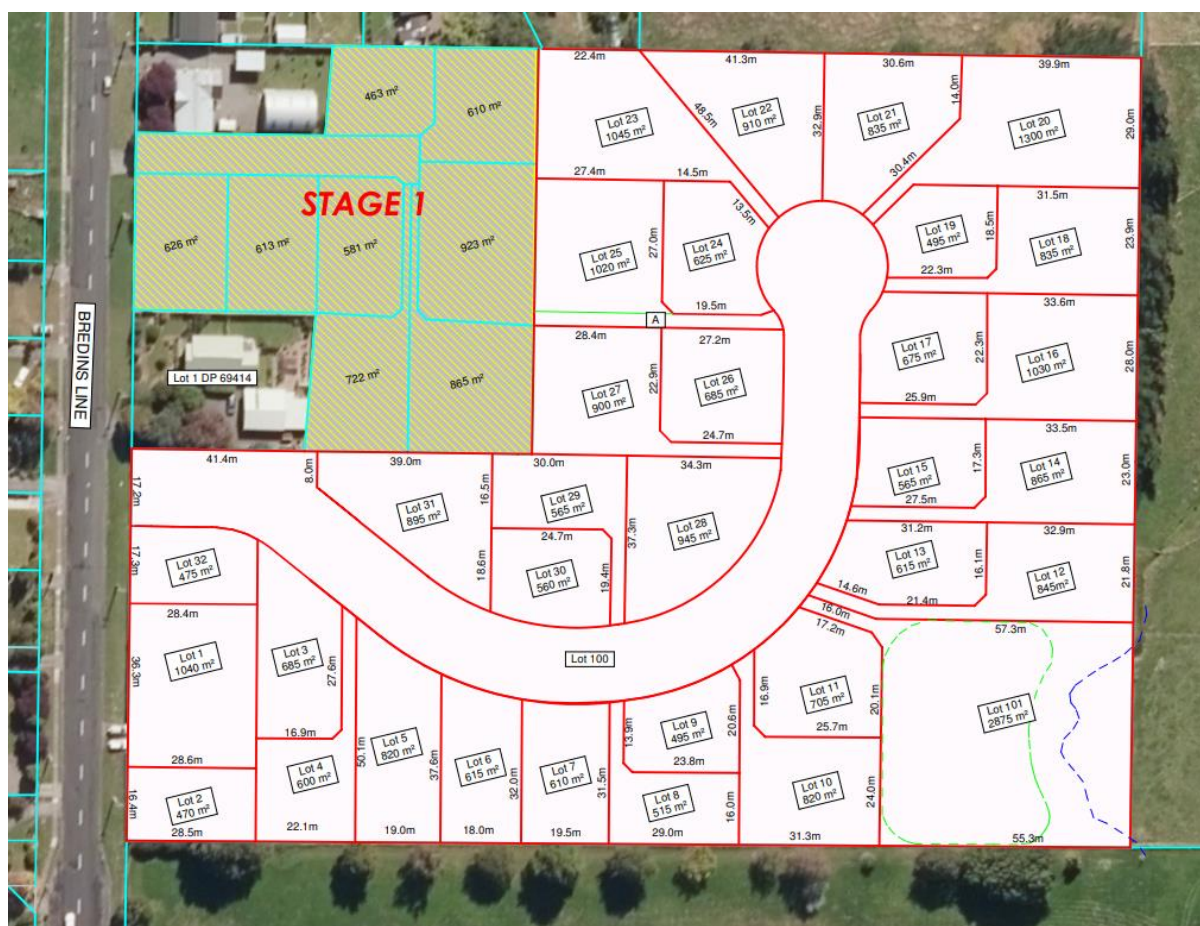 22.4m
41.3m
30.6m
39.9m
463 m²
610 m²
Lot 23
1045 m²
48.5m
Lot 22
910 m²
32.9m
Lot 21
835 m²
14.0m
Lot 20
1300 m²
29.0m
27.4m
14.5m
30.4m
STAGE 1
13.5m
31.5m
626 m²
613 m²
581 m²
923 m²
Lot 25
1020 m²
27.0m
Lot 24
625 m²
Lot 19
495 m²
18.5m
Lot 18
835 m²
23.9m
22.3m
19.5m
A
33.6m
BREDINS LINE
28.4m
27.2m
Lot 17
675 m²
22.3m
Lot 16
1030 m²
28.0m
Lot 1 DP 69414
722 m²
865 m²
Lot 27
900 m²
22.9m
Lot 26
685 m²
25.9m
24.7m
33.5m
41.4m
8.0m
39.0m
30.0m
34.3m
17.2m
16.5m
Lot 15
565 m²
17.3m
Lot 14
865 m²
23.0m
27.5m
Lot 31
895 m²
Lot 29
565 m²
Lot 28
945 m²
37.3m
24.7m
31.2m
32.9m
17.3m
Lot 32
475 m²
18.6m
Lot 30
560 m²
19.4m
Lot 13
615 m²
16.1m
Lot 12
845m²
21.8m
14.6m
21.4m
28.4m
16.0m
17.2m
57.3m
36.3m
Lot 1
1040 m²
Lot 3
685 m²
27.6m
Lot 100
16.9m
Lot 11
705 m²
20.1m
Lot 101
2875 m²
16.9m
50.1m
Lot 5
820 m²
37.6m
13.9m
Lot 9
495 m²
20.6m
25.7m
28.6m
Lot 4
600 m²
Lot 6
615 m²
32.0m
Lot 7
610 m²
31.5m
23.8m
16.4m
Lot 2
470 m²
Lot 8
515 m²
16.0m
Lot 10
820 m²
24.0m
28.5m
22.1m
19.0m
18.0m
19.5m
29.0m
31.3m
55.3m